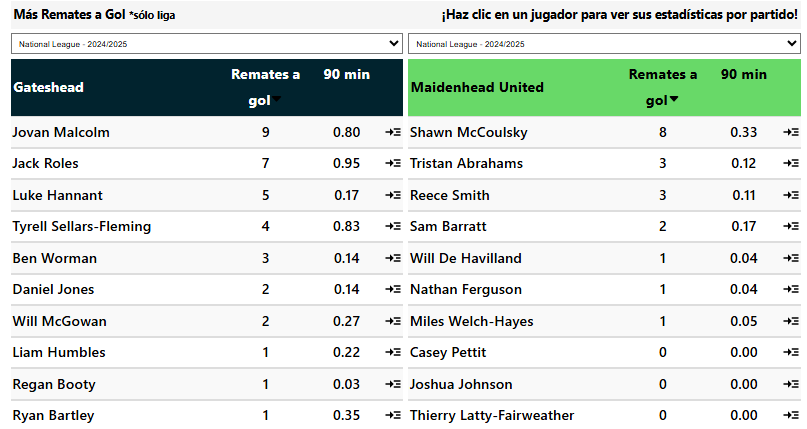 Más Remates a Gol *sólo liga ¡Haz clic en un jugador para ver sus estadísticas por partido!
National League - 2024/2025 National League - 2024/2025
Gateshead Remates a gol 90 min Maidenhead United Remates a gol 90 min
Jovan Malcolm 9 0.80 Shawn McCoulsky 8 0.33
Jack Roles 7 0.95 Tristan Abrahams 3 0.12
Luke Hannant 5 0.17 Reece Smith 3 0.11
Tyrell Sellars-Fleming 4 0.83 Sam Barratt 2 0.17
Ben Worman 3 0.14 Will De Havilland 1 0.04
Daniel Jones 2 0.14 Nathan Ferguson 1 0.04
Will McGowan 2 0.27 Miles Welch-Hayes 1 0.05
Liam Humbles 1 0.22 Casey Pettit 0 0.00
Regan Booty 1 0.03 Joshua Johnson 0 0.00
Ryan Bartley 1 0.35 Thierry Latty-Fairweather 0 0.00